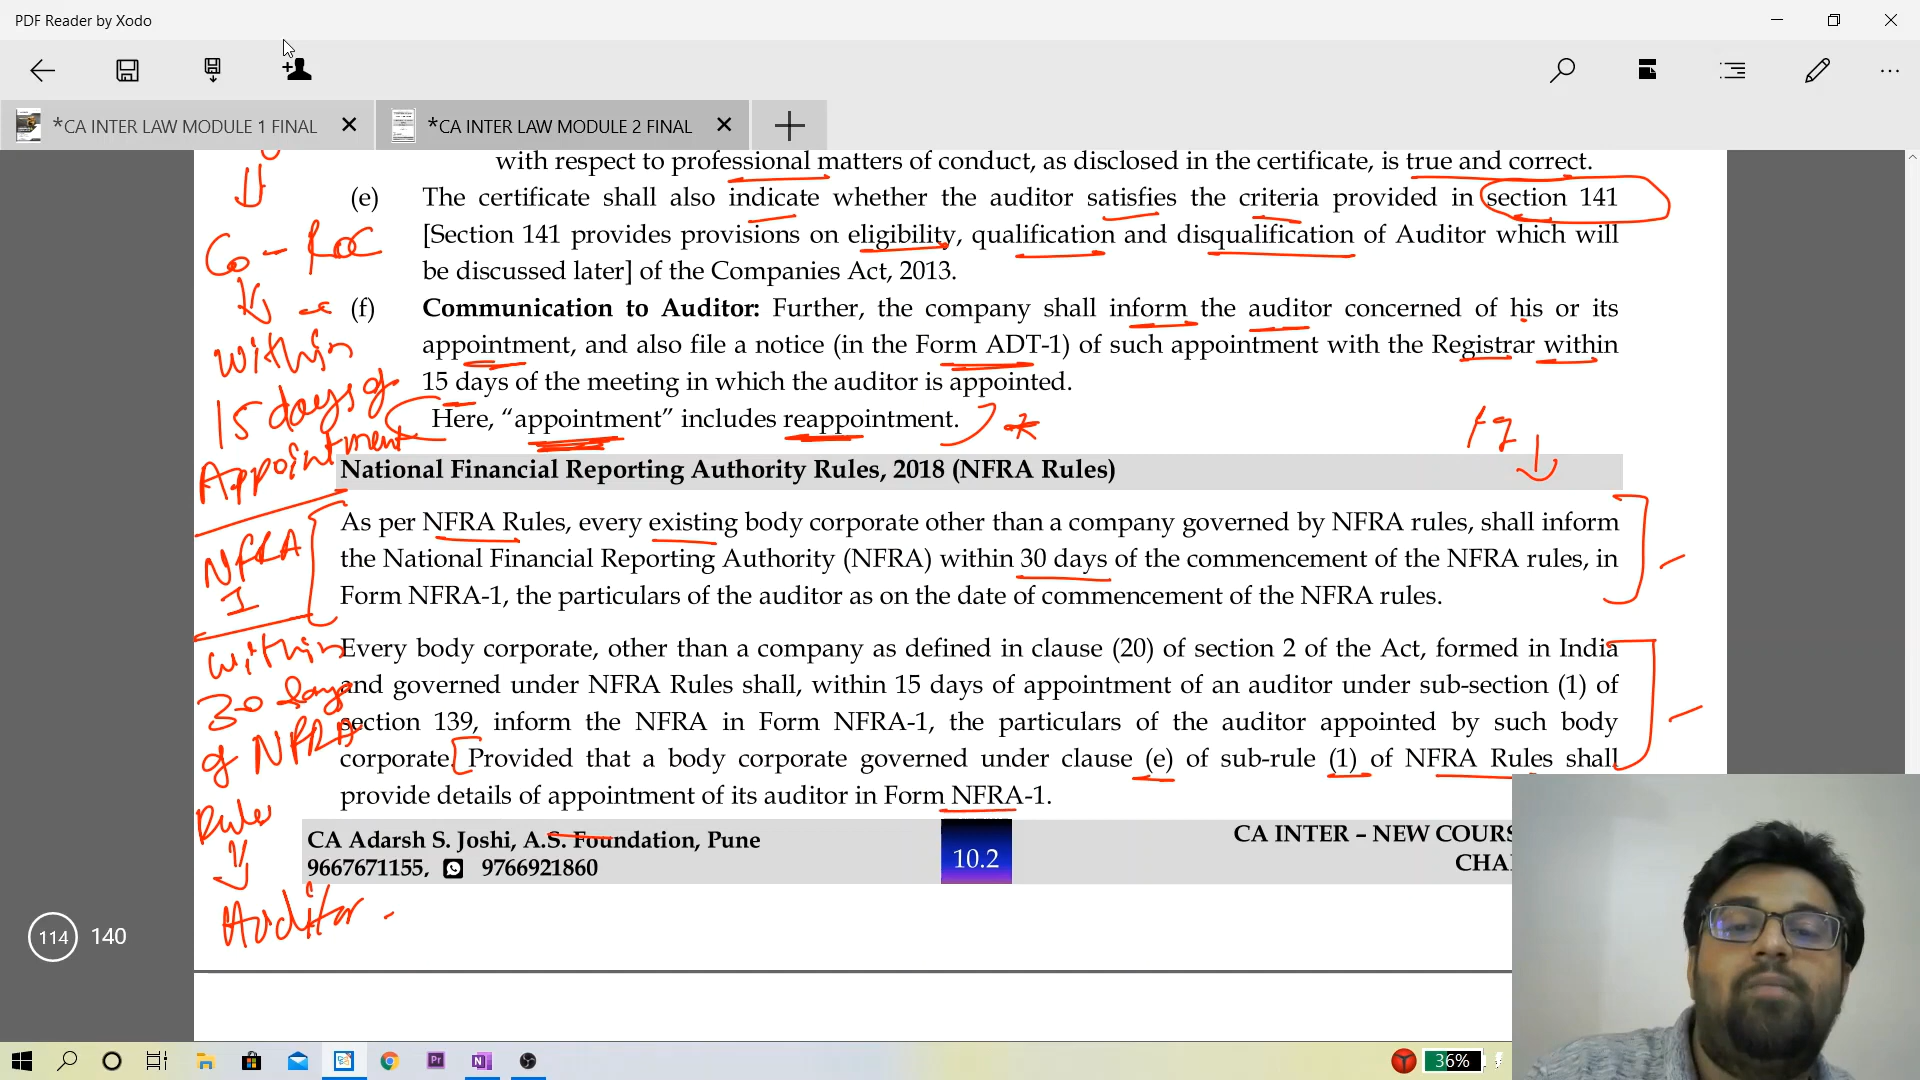 PDF Reader by Xodo
*CA INTER LAW MODULE 1 FINAL
*CA INTER LAW MODULE 2 FINAL
with respect to professional matters of conduct, as disclosed in the certificate, is true and correct.
(e) The certificate shall also indicate whether the auditor satisfies the criteria provided in section 141
[Section 141 provides provisions on eligibility, qualification and disqualification of Auditor which will
be discussed later] of the Companies Act, 2013.
(f) Communication to Auditor: Further, the company shall inform the auditor concerned of his or its
appointment, and also file a notice (in the Form ADT-1) of such appointment with the Registrar within
15 days of the meeting in which the auditor is appointed.
Here, “appointment” includes reappointment.
Co - RoC
within
15 days of
Appointment
National Financial Reporting Authority Rules, 2018 (NFRA Rules)
As per NFRA Rules, every existing body corporate other than a company governed by NFRA rules, shall inform
the National Financial Reporting Authority (NFRA) within 30 days of the commencement of the NFRA rules, in
Form NFRA-1, the particulars of the auditor as on the date of commencement of the NFRA rules.
NFRA
1
Every body corporate, other than a company as defined in clause (20) of section 2 of the Act, formed in India
and governed under NFRA Rules shall, within 15 days of appointment of an auditor under sub-section (1) of
section 139, inform the NFRA in Form NFRA-1, the particulars of the auditor appointed by such body
corporate. Provided that a body corporate governed under clause (e) of sub-rule (1) of NFRA Rules shall
provide details of appointment of its auditor in Form NFRA-1.
within
30 days
of NFRA
Rules
Auditor
CA Adarsh S. Joshi, A.S. Foundation, Pune
9667671155, 9766921860
10.2
CA INTER – NEW COURS
CHA
114 140
36%